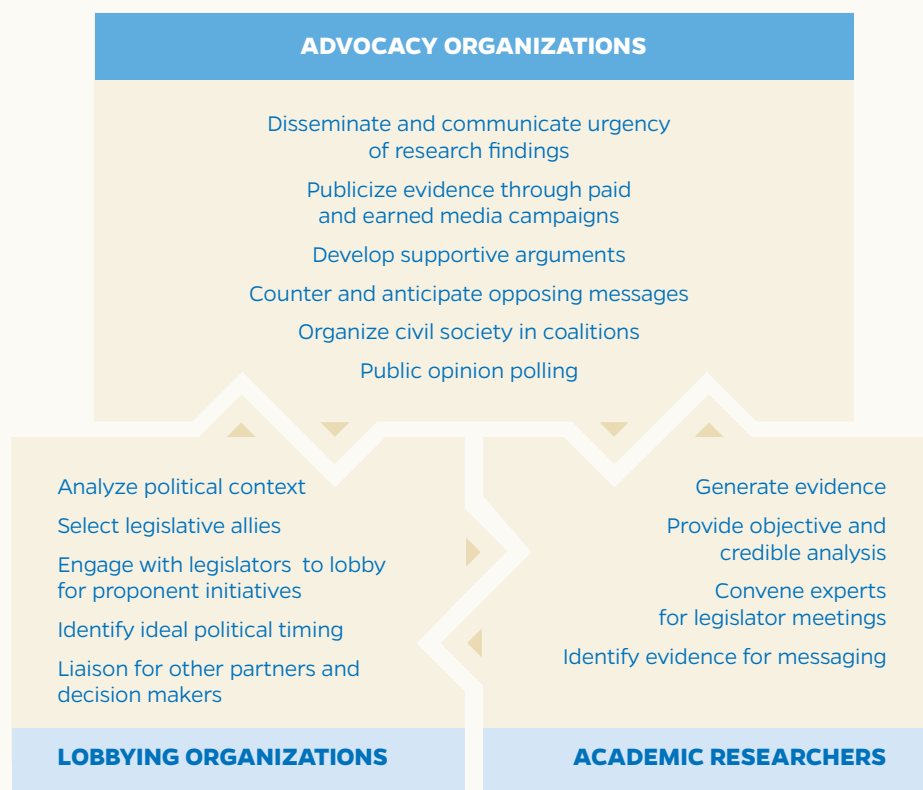 ADVOCACY ORGANIZATIONS
Disseminate and communicate urgency
of research findings
Publicize evidence through paid
and earned media campaigns
Develop supportive arguments
Counter and anticipate opposing messages
Organize civil society in coalitions
Public opinion polling
Analyze political context
Select legislative allies
Engage with legislators  to lobby
for proponent initiatives
Identify ideal political timing
Liaison for other partners and
decision makers
LOBBYING ORGANIZATIONS
Generate evidence
Provide objective and
credible analysis
Convene experts
for legislator meetings
Identify evidence for messaging
ACADEMIC RESEARCHERS